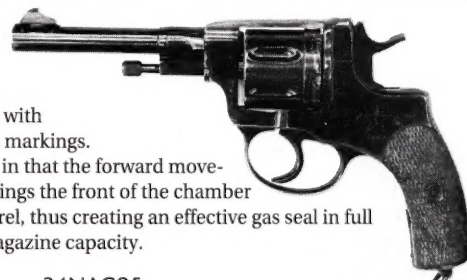 with
markings.
in that the forward move-
ings the front of the chamber
rel, thus creating an effective gas seal in full
agazine capacity.